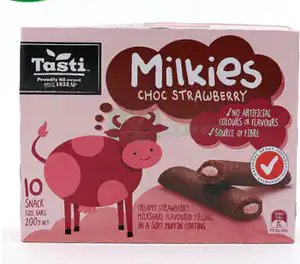 Tasti
Proudly NZ owned
since 1932
Milkies
CHOC STRAWBERRY
✓NO ARTIFICIAL
COLOURS OR FLAVOURS
✓SOURCE OF FIBRE
10
SNACK
SIZE BARS
200g NET
CREAMY STRAWBERRY
MILKSHAKE FLAVOURED FILLING
IN A SOFT MUFFIN COATING